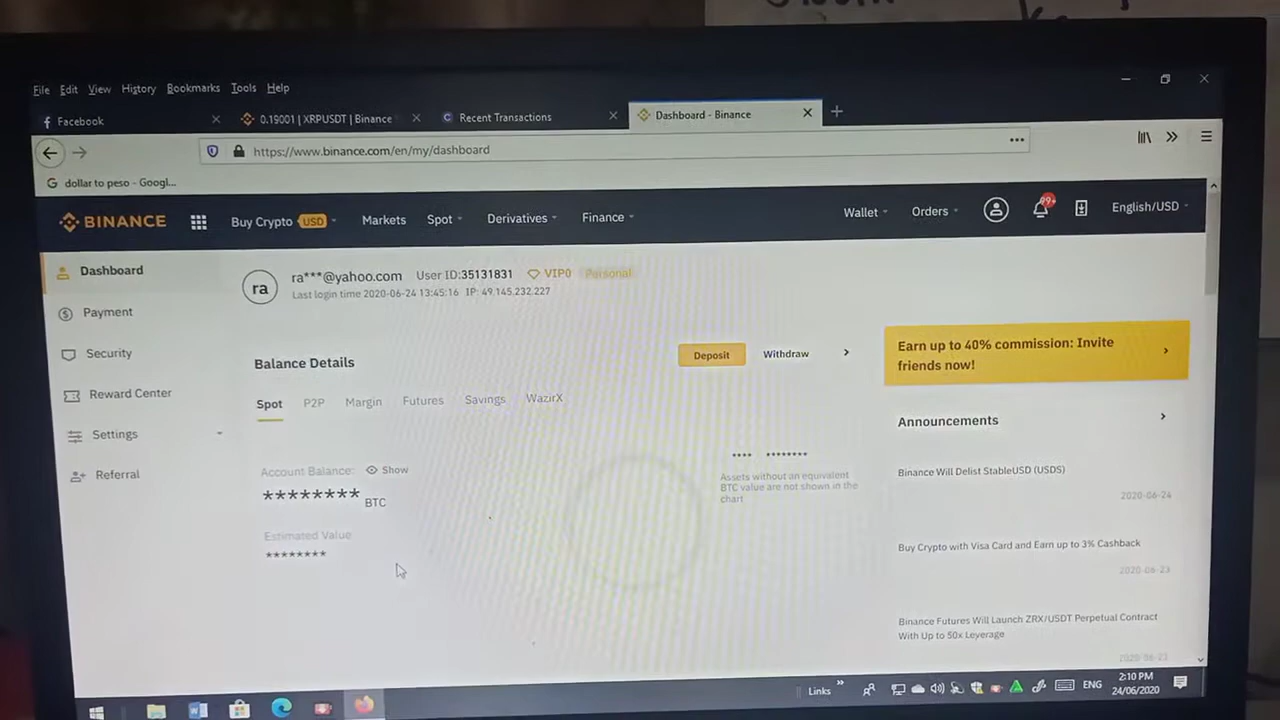 File Edit View History Bookmarks Tools Help
Facebook
0.19001 | XRPUSDT | Binance
Recent Transactions
Dashboard - Binance
https://www.binance.com/en/my/dashboard
dollar to peso - Googl...
BINANCE
Buy Crypto USD
Markets
Spot
Derivatives
Finance
Wallet
Orders
99+
English/USD
Dashboard
Payment
Security
Reward Center
Settings
Referral
ra
ra***@yahoo.com User ID:35131831 VIP0 Personal
Last login time 2020-06-24 13:45:16 IP: 49.145.232.227
Balance Details
Deposit
Withdraw
Spot P2P Margin Futures Savings WazirX
Account Balance: Show
******** BTC
Estimated Value
********
**** ********
Assets without an equivalent
BTC value are not shown in the
chart
Earn up to 40% commission: Invite
friends now!
Announcements
Binance Will Delist StableUSD (USDS)
2020-06-24
Buy Crypto with Visa Card and Earn up to 3% Cashback
2020-06-23
Binance Futures Will Launch ZRX/USDT Perpetual Contract
With Up to 50x Leverage
Links
ENG
2:10 PM
24/06/2020